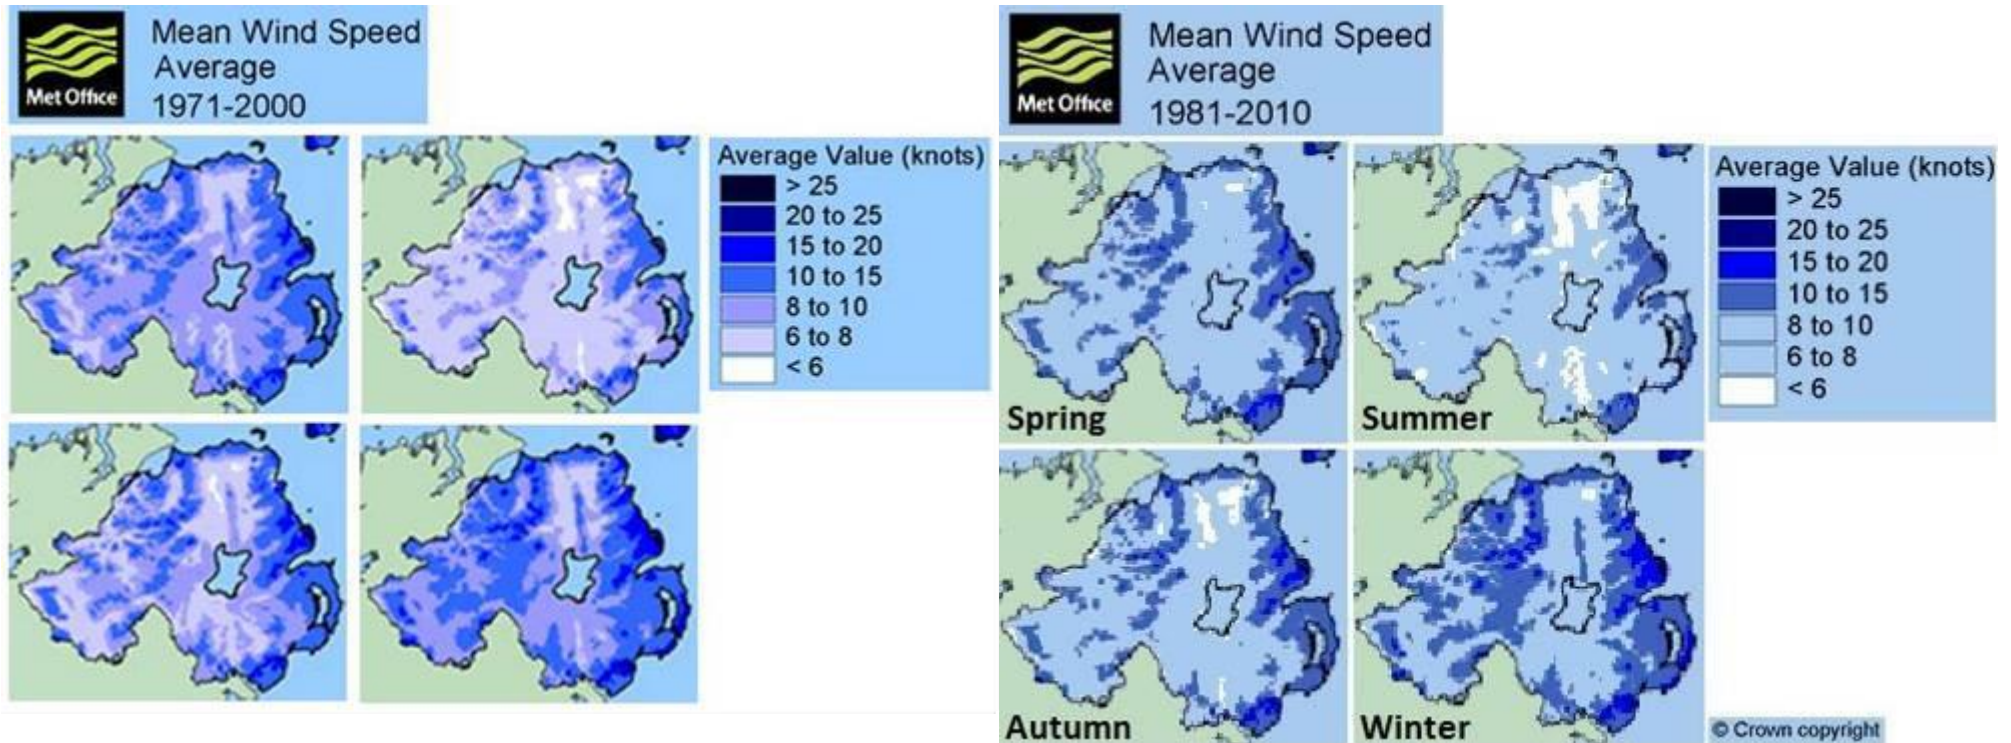 Met Office
Mean Wind Speed
Average
1971-2000
Average Value (knots)
> 25
20 to 25
15 to 20
10 to 15
8 to 10
6 to 8
< 6
Met Office
Mean Wind Speed
Average
1981-2010
Average Value (knots)
> 25
20 to 25
15 to 20
10 to 15
8 to 10
6 to 8
< 6
Spring
Summer
Autumn
Winter
© Crown copyright